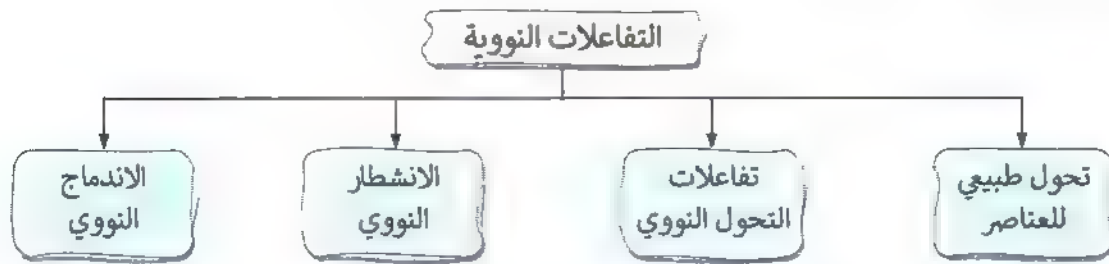 التفاعلات النووية
تحول طبيعي
للعناصر
تفاعلات
التحول النووي
الانشطار
النووي
الاندماج
النووي